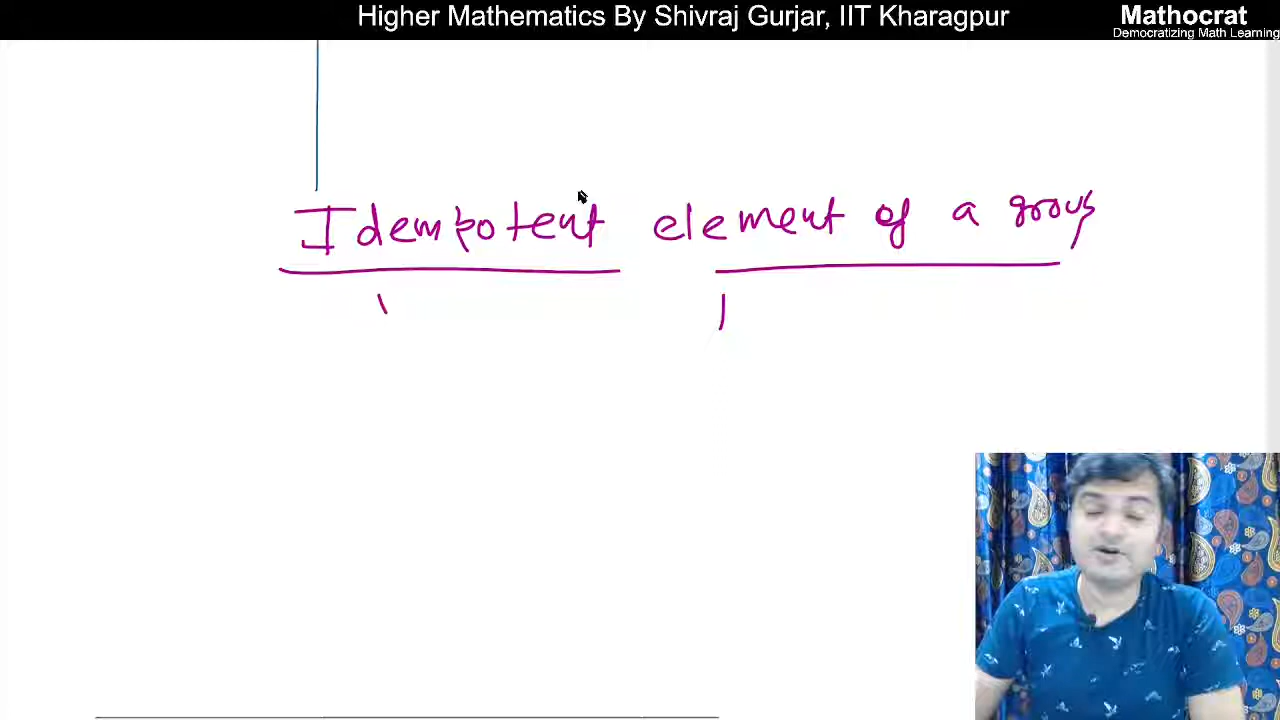 Higher Mathematics By Shivraj Gurjar, IIT Kharagpur
Mathocrat
Democratizing Math Learning
Idempotent element of a group